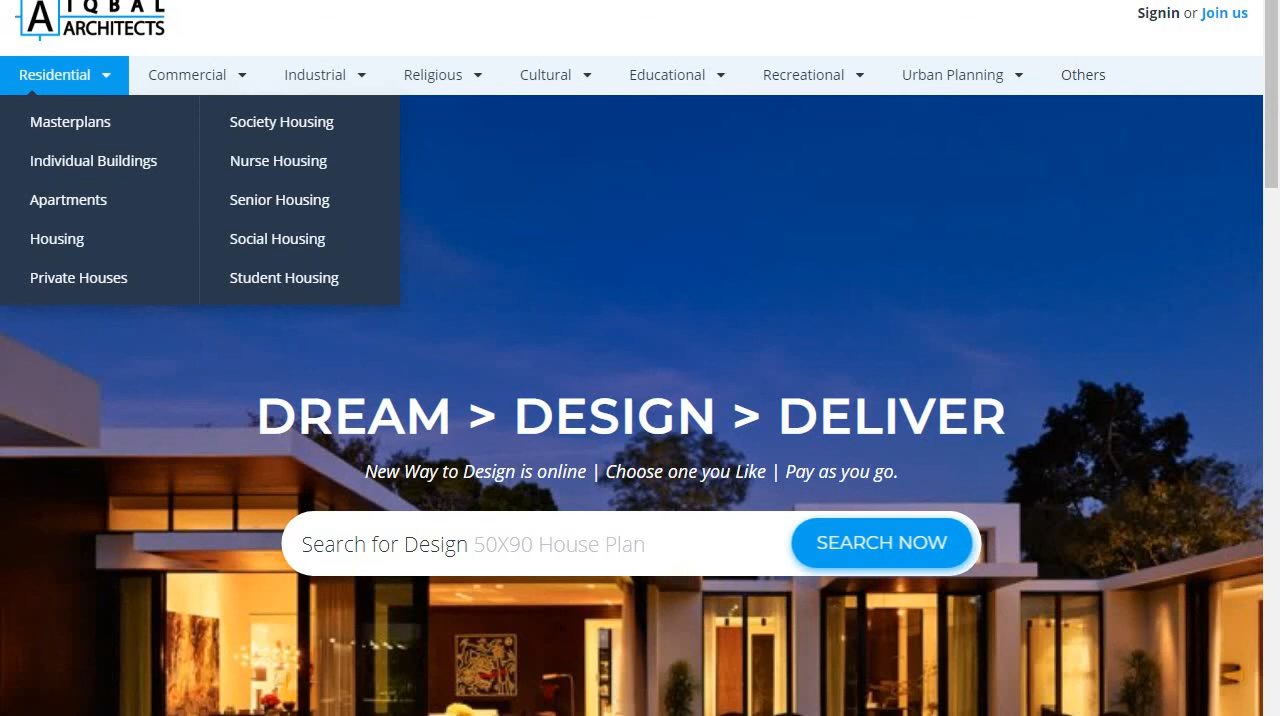 IQBAL
A ARCHITECTS
Signin or Join us
Residential Commercial Industrial Religious Cultural Educational Recreational Urban Planning Others
Masterplans Society Housing
Individual Buildings Nurse Housing
Apartments Senior Housing
Housing Social Housing
Private Houses Student Housing
DREAM > DESIGN > DELIVER
New Way to Design is online | Choose one you Like | Pay as you go.
Search for Design 50X90 House Plan SEARCH NOW